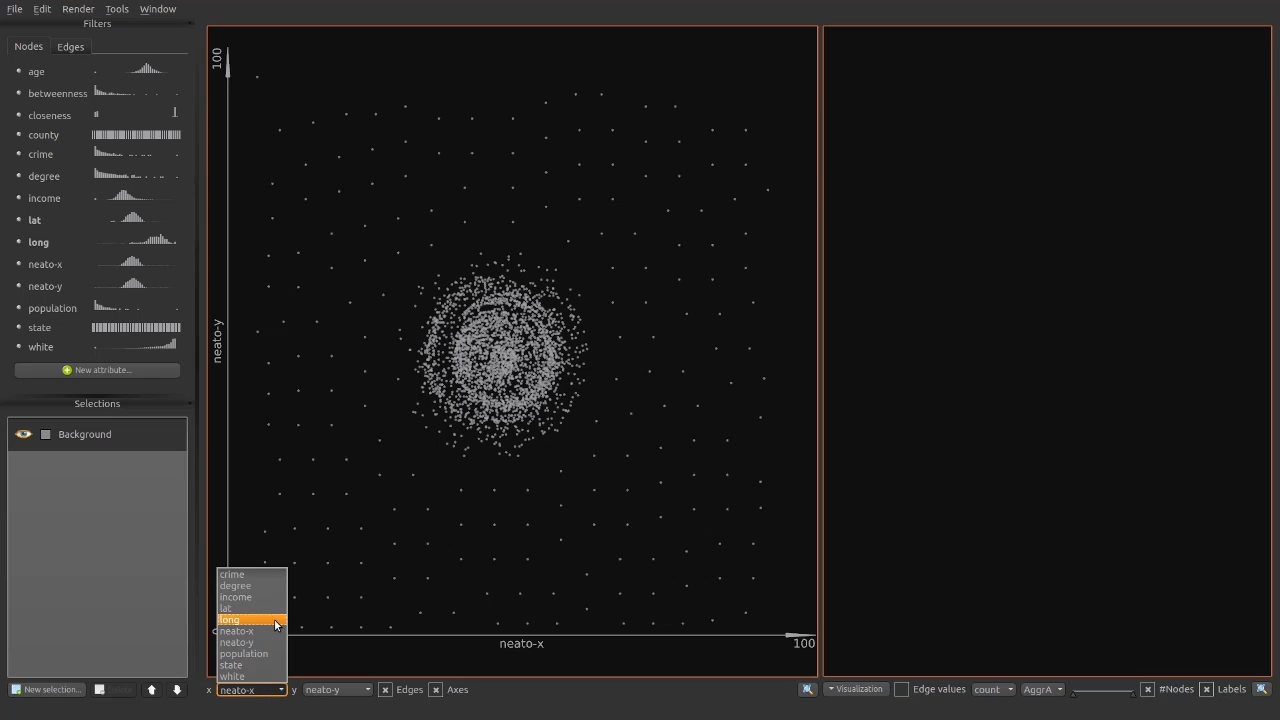 File Edit Render Tools Window
Filters
Nodes Edges
age
betweenness
closeness
county
crime
degree
income
lat
long
neato-x
neato-y
population
state
white
New attribute...
Selections
Background
New selection...
100
neato-y
neato-x
100
crime
degree
income
lat
long
neato-x
neato-y
population
state
white
x neato-x y neato-y Edges Axes
Visualization Edge values count AggrA #Nodes Labels